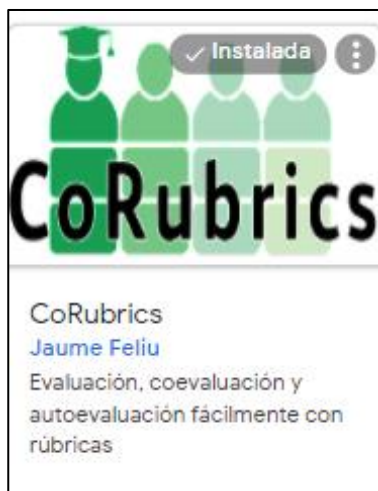 Instalada
CoRubrics
CoRubrics
Jaume Feliu
Evaluación, coevaluación y
autoevaluación fácilmente con
rúbricas